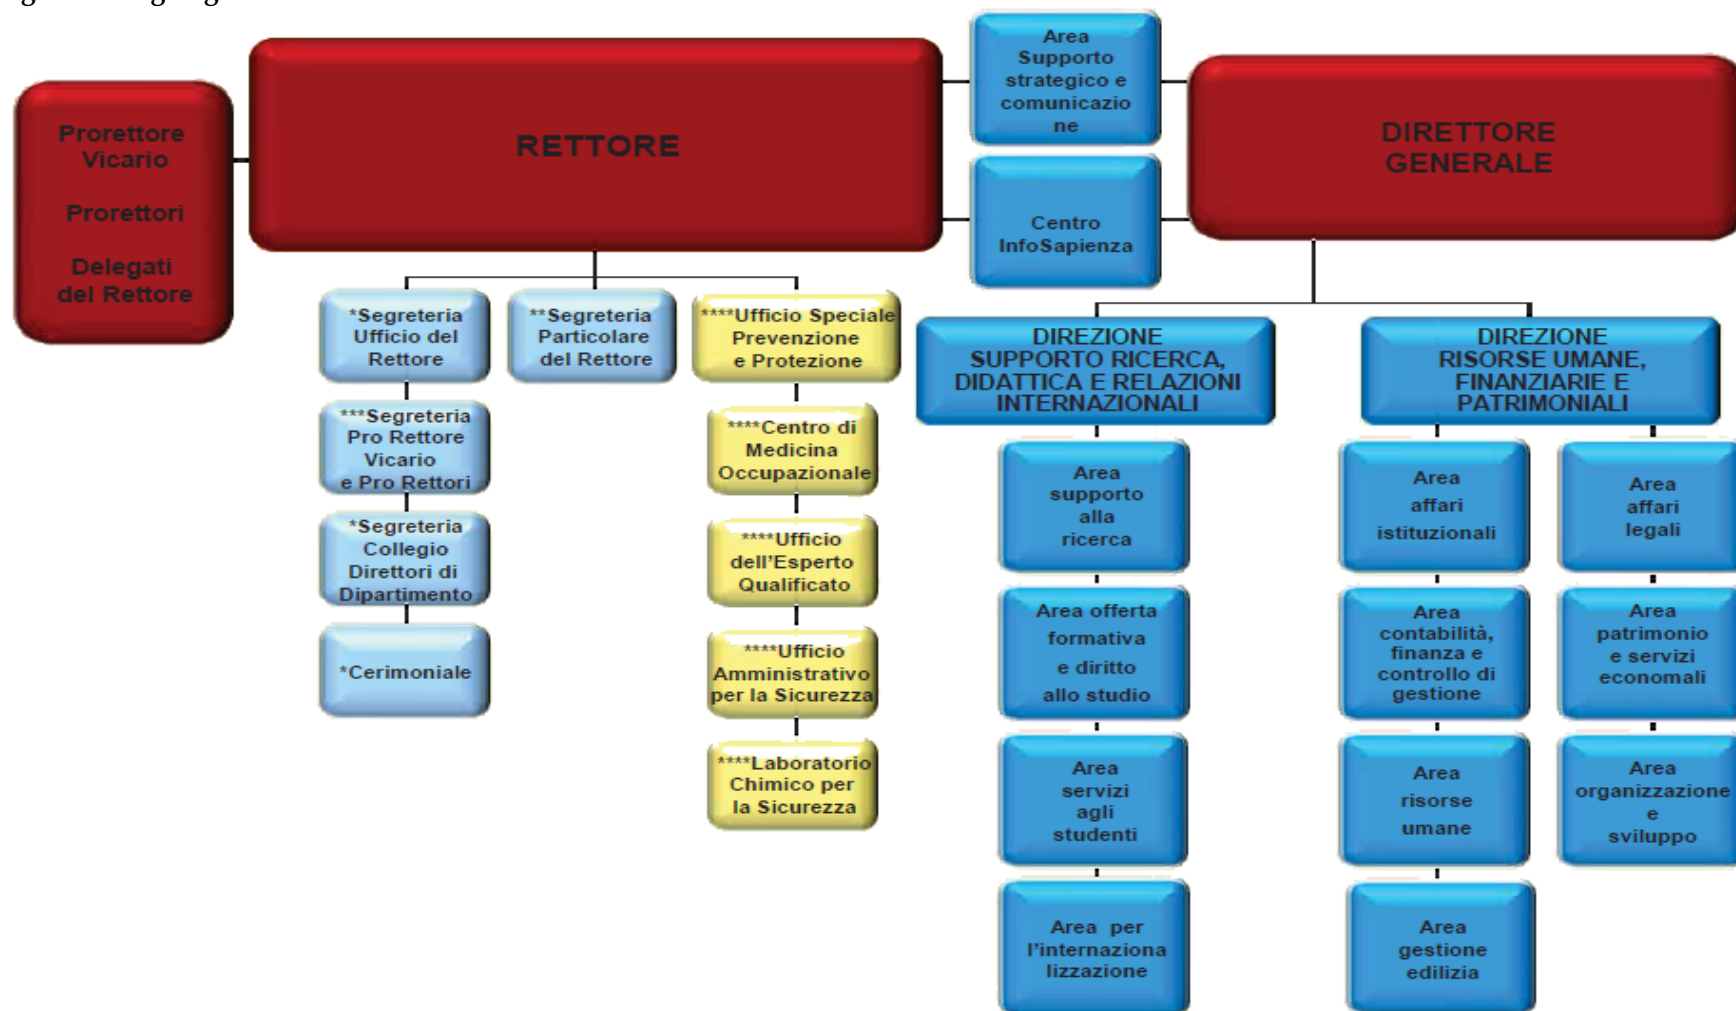 Prorettore
Vicario
Prorettori
Delegati
del Rettore
RETTORE
Area
Supporto
strategico e
comunicazio
ne
Centro
InfoSapienza
DIRETTORE
GENERALE
*Segreteria
Ufficio del
Rettore
***Segreteria
Pro Rettore
Vicario
e Pro Rettori
*Segreteria
Collegio
Direttori di
Dipartimento
*Cerimoniale
**Segreteria
Particolare
del Rettore
****Ufficio Speciale
Prevenzione
e Protezione
****Centro di
Medicina
Occupazionale
****Ufficio
dell'Esperto
Qualificato
****Ufficio
Amministrativo
per la Sicurezza
****Laboratorio
Chimico per
la Sicurezza
DIREZIONE
SUPPORTO RICERCA,
DIDATTICA E RELAZIONI
INTERNAZIONALI
Area
supporto
alla
ricerca
Area offerta
formativa
e diritto
allo studio
Area
servizi
agli
studenti
Area per
l'internaziona
lizzazione
DIREZIONE
RISORSE UMANE,
FINANZIARIE E
PATRIMONIALI
Area
affari
istituzionali
Area
contabilità,
finanza e
controllo di
gestione
Area
risorse
umane
Area
gestione
edilizia
Area
affari
legali
Area
patrimonio
e servizi
economali
Area
organizzazione
e
sviluppo